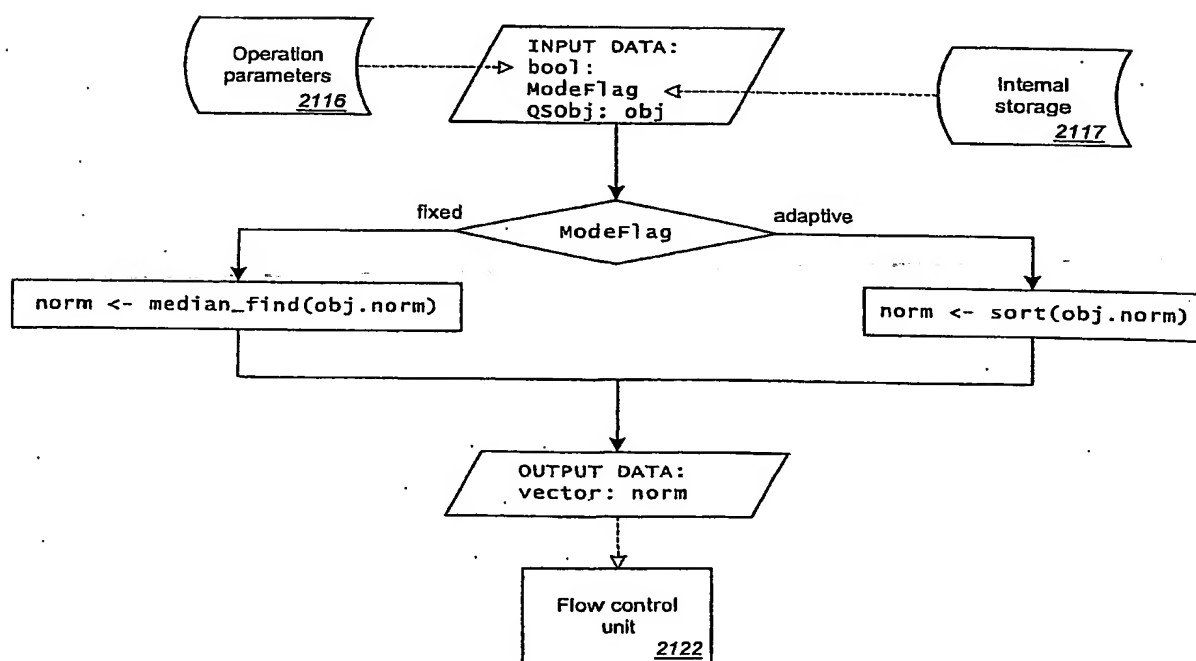 Operation
parameters
2116
INPUT DATA:
bool:
ModeFlag
QSObj: obj
Internal
storage
2117
fixed
ModeFlag
adaptive
norm <- median_find(obj.norm)
norm <- sort(obj.norm)
OUTPUT DATA:
vector: norm
Flow control
unit
2122